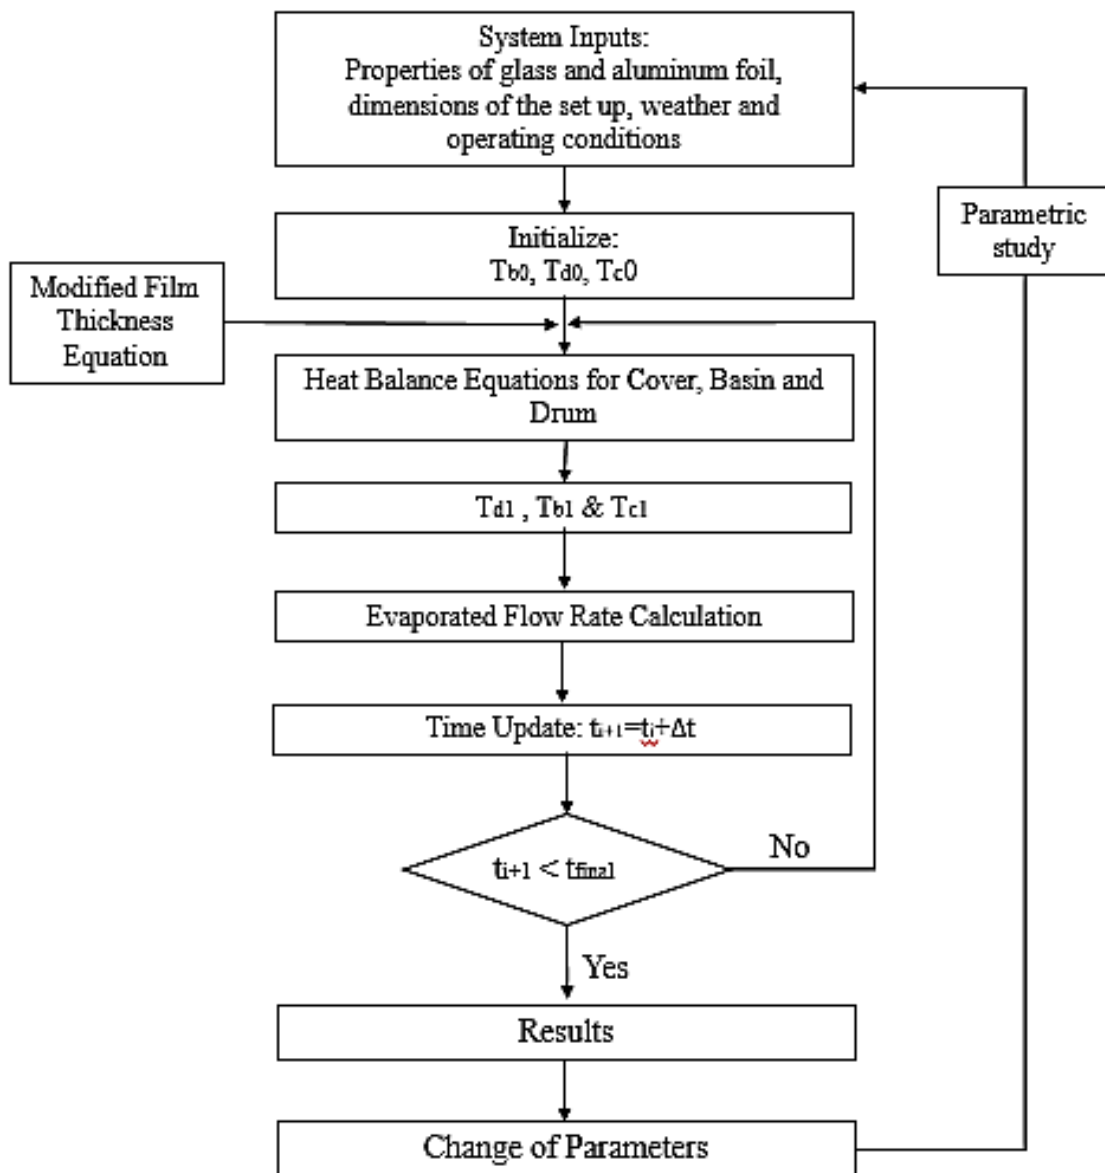 System Inputs:
Properties of glass and aluminum foil,
dimensions of the set up, weather and
operating conditions
Parametric
study
Initialize:
Tb0, Td0, Tc0
Modified Film
Thickness
Equation
Heat Balance Equations for Cover, Basin and
Drum
Td1 , Tb1 & Tc1
Evaporated Flow Rate Calculation
Time Update: ti+1=ti+Δt
ti+1 < tfinal
No
Yes
Results
Change of Parameters